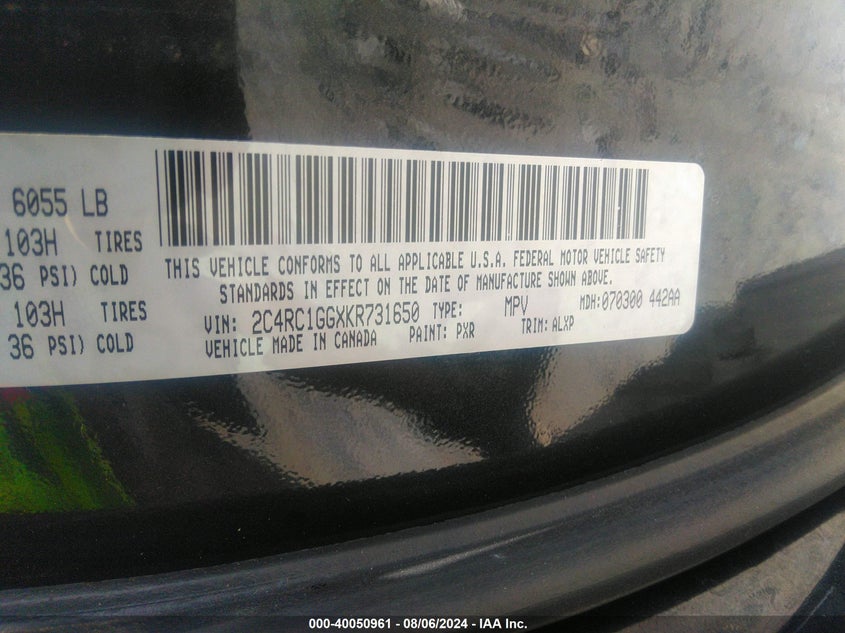 6055 LB
103H TIRES
36 PSI) COLD
103H TIRES
36 PSI) COLD
THIS VEHICLE CONFORMS TO ALL APPLICABLE U.S.A. FEDERAL MOTOR VEHICLE SAFETY
STANDARDS IN EFFECT ON THE DATE OF MANUFACTURE SHOWN ABOVE.
VIN: 2C4RC1GGXKR731650 TYPE: MPV MDH: 070300 442AA
VEHICLE MADE IN CANADA PAINT: PXR TRIM: ALXP
000-40050961 - 08/06/2024 - IAA Inc.